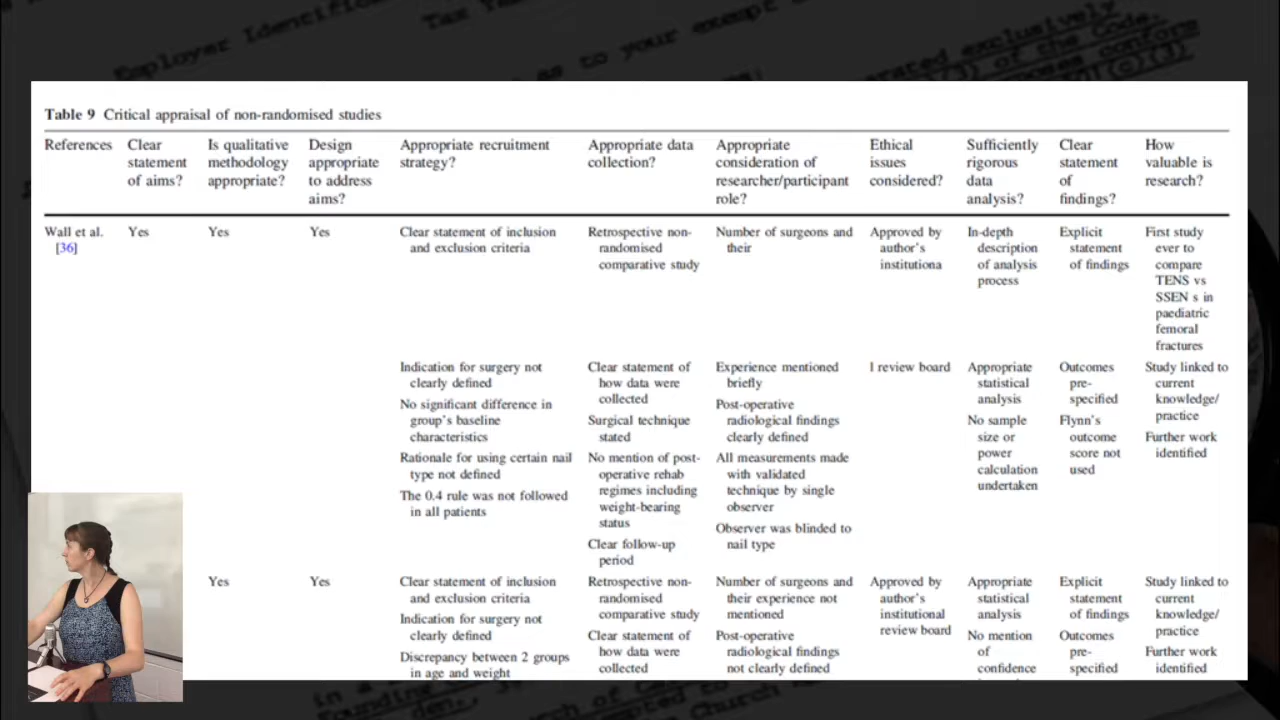 Employer Identific
Tax Ye
as to your exempt
Table 9 Critical appraisal of non-randomised studies
References
Clear
statement
of aims?
Is qualitative
methodology
appropriate?
Design
appropriate
to address
aims?
Appropriate recruitment
strategy?
Appropriate data
collection?
Appropriate
consideration of
researcher/participant
role?
Ethical
issues
considered?
Sufficiently
rigorous
data
analysis?
Clear
statement
of
findings?
How
valuable is
research?
Wall et al.
[36]
Yes
Yes
Yes
Clear statement of inclusion
and exclusion criteria
Retrospective non-
randomised
comparative study
Number of surgeons and
their
Approved by
author's
institutiona
In-depth
description
of analysis
process
Explicit
statement
of findings
First study
ever to
compare
TENS vs
SSEN s in
paediatric
femoral
fractures
Indication for surgery not
clearly defined
No significant difference in
group's baseline
characteristics
Rationale for using certain nail
type not defined
The 0.4 rule was not followed
in all patients
Clear statement of
how data were
collected
Surgical technique
stated
No mention of post-
operative rehab
regimes including
weight-bearing
status
Clear follow-up
period
Experience mentioned
briefly
Post-operative
radiological findings
clearly defined
All measurements made
with validated
technique by single
observer
Observer was blinded to
nail type
l review board
Appropriate
statistical
analysis
No sample
size or
power
calculation
undertaken
Outcomes
pre-
specified
Flynn's
outcome
score not
used
Study linked to
current
knowledge/
practice
Further work
identified
Yes
Yes
Clear statement of inclusion
and exclusion criteria
Indication for surgery not
clearly defined
Discrepancy between 2 groups
in age and weight
Retrospective non-
randomised
comparative study
Clear statement of
how data were
collected
Number of surgeons and
their experience not
mentioned
Post-operative
radiological findings
not clearly defined
Approved by
author's
institutional
review board
Appropriate
statistical
analysis
No mention
of
confidence
Explicit
statement
of findings
Outcomes
pre-
specified
Study linked to
current
knowledge/
practice
Further work
identified